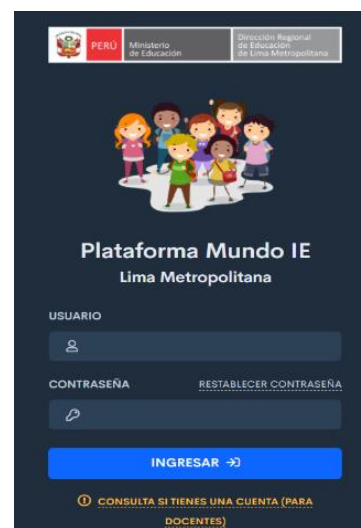 PERÚ
Ministerio
de Educación
Dirección Regional
de Educación
de Lima Metropolitana
Plataforma Mundo IE
Lima Metropolitana
USUARIO
CONTRASEÑA RESTABLECER CONTRASEÑA
INGRESAR
CONSULTA SI TIENES UNA CUENTA (PARA
DOCENTES)